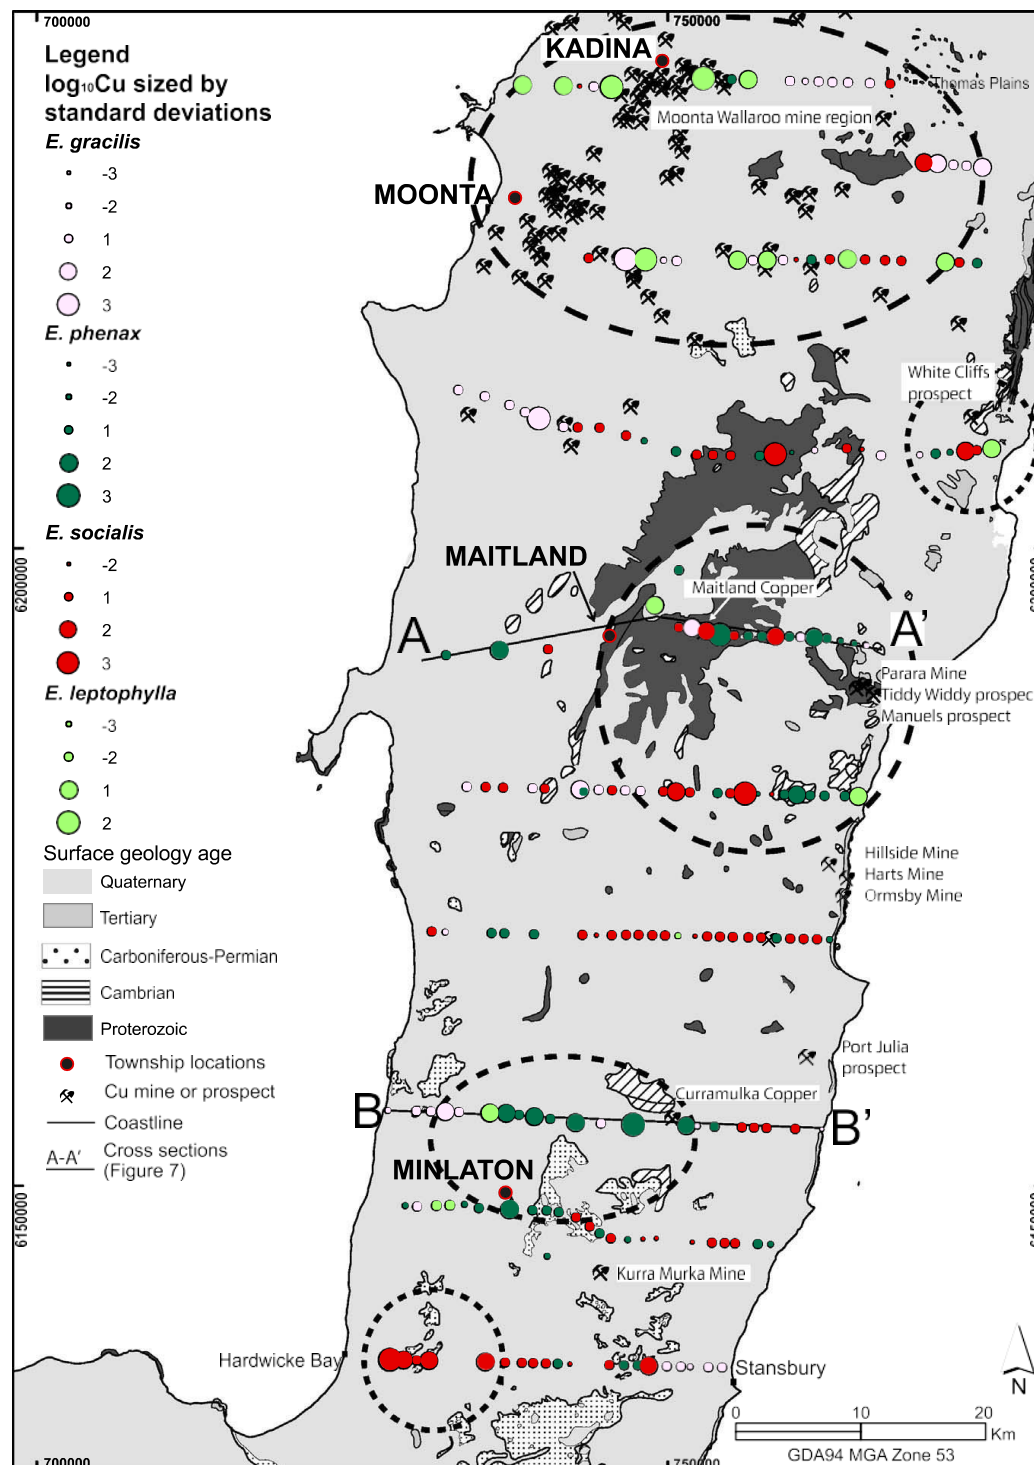 700000
750000
Legend
log₁₀Cu sized by
standard deviations
E. gracilis
-3
-2
1
2
3
E. phenax
-3
-2
1
2
3
E. socialis
-2
1
2
3
E. leptophylla
-3
-2
1
2
Surface geology age
Quaternary
Tertiary
Carboniferous-Permian
Cambrian
Proterozoic
Township locations
Cu mine or prospect
Coastline
A-A' Cross sections
(Figure 7)
KADINA
Thomas Plains
Moonta Wallaroo mine region
MOONTA
White Cliffs
prospect
6200000
6200000
MAITLAND
Maitland Copper
A
A'
Parara Mine
Tiddy Widdy prospec
Manuels prospect
Hillside Mine
Harts Mine
Ormsby Mine
Port Julia
prospect
Curramulka Copper
B
B'
MINLATON
6150000
Kurra Murka Mine
Hardwicke Bay
Stansbury
N
0
10
20
Km
GDA94 MGA Zone 53
700000
750000